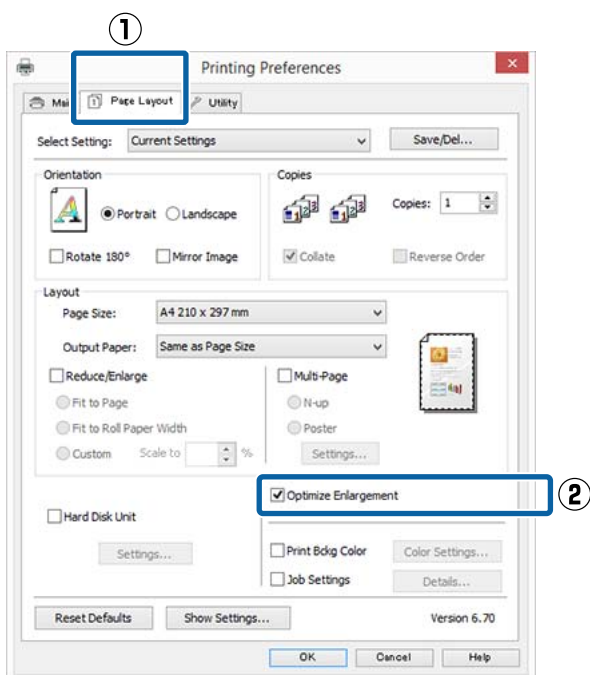 ①
Printing Preferences
Mai Page Layout Utility
Select Setting: Current Settings Save/Del...
Orientation
Portrait Landscape
Rotate 180° Mirror Image
Copies
Copies: 1
Collate Reverse Order
Layout
Page Size: A4 210 x 297 mm
Output Paper: Same as Page Size
Reduce/Enlarge
Fit to Page
Fit to Roll Paper Width
Custom Scale to %
Multi-Page
N-up
Poster
Settings...
Optimize Enlargement ②
Hard Disk Unit
Settings...
Print Bckg Color Color Settings...
Job Settings Details...
Reset Defaults Show Settings... Version 6.70
OK Cancel Help